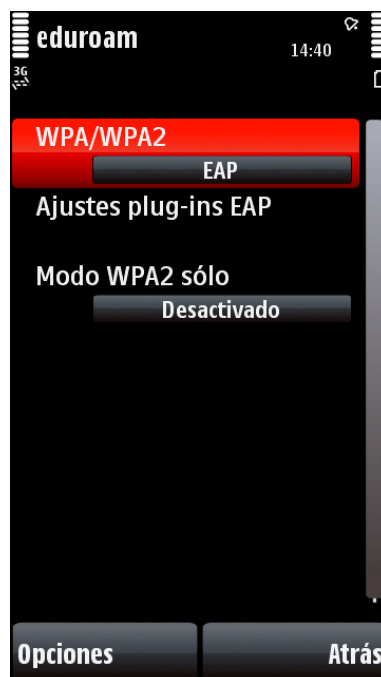 eduroam
14:40
3G
WPA/WPA2
EAP
Ajustes plug-ins EAP
Modo WPA2 sólo
Desactivado
Opciones
Atrás